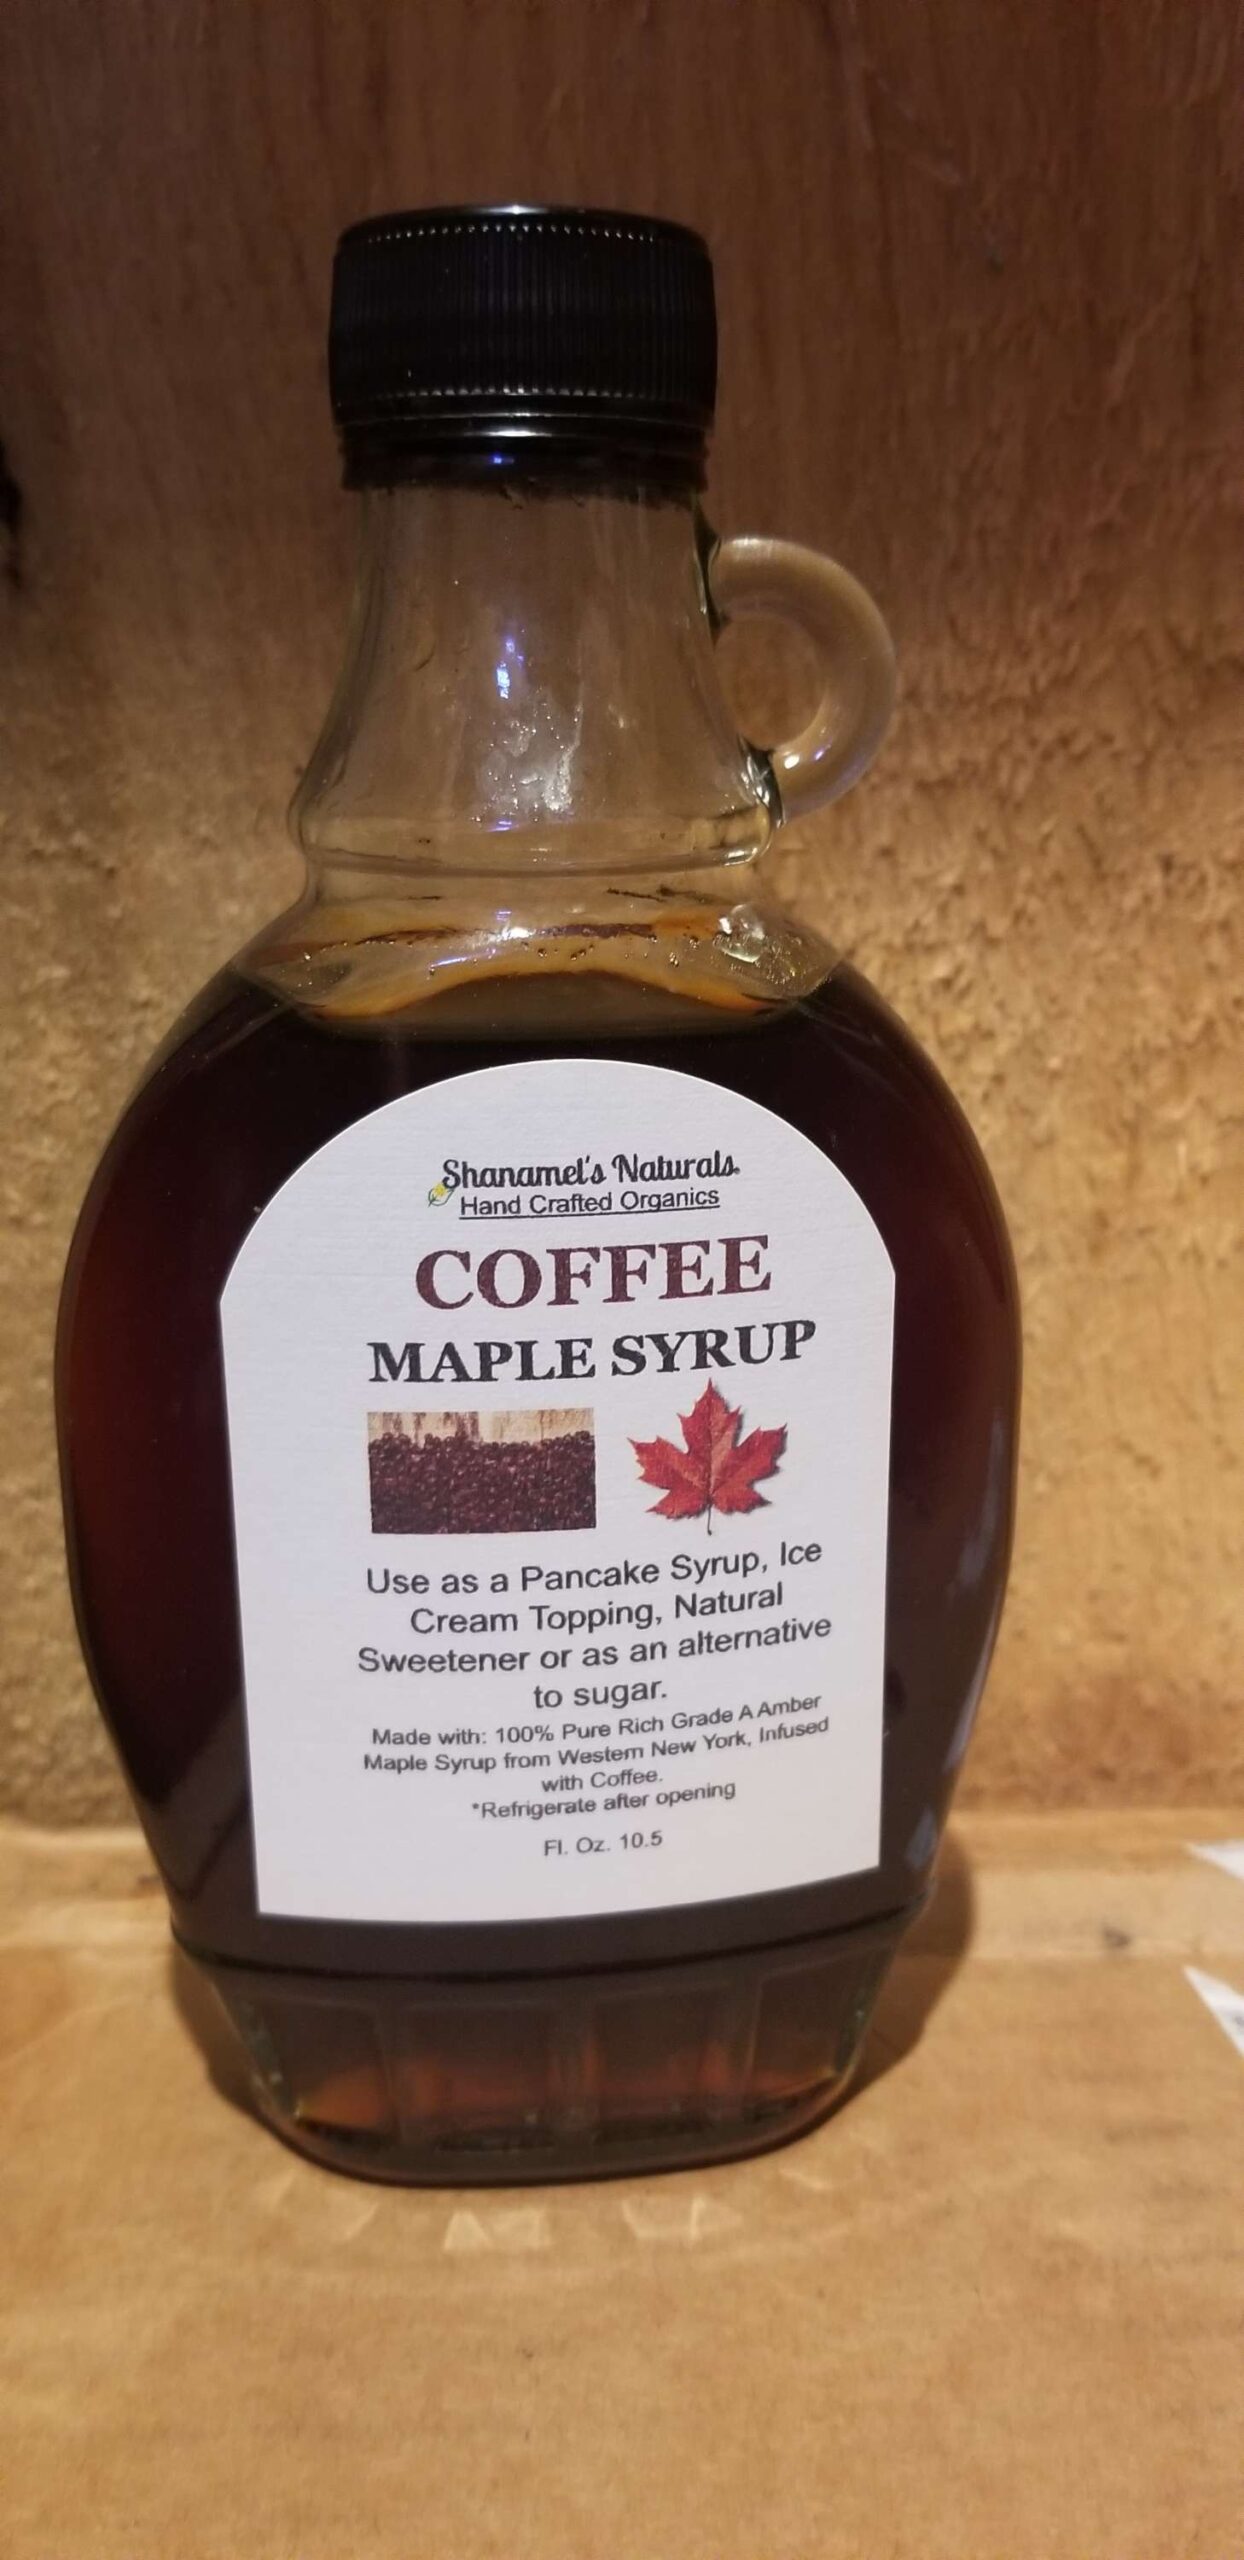 Shanamel's Naturals
Hand Crafted Organics
COFFEE
MAPLE SYRUP
Use as a Pancake Syrup, Ice
Cream Topping, Natural
Sweetener or as an alternative
to sugar.
Made with: 100% Pure Rich Grade A Amber
Maple Syrup from Western New York, Infused
with Coffee.
*Refrigerate after opening
Fl. Oz. 10.5